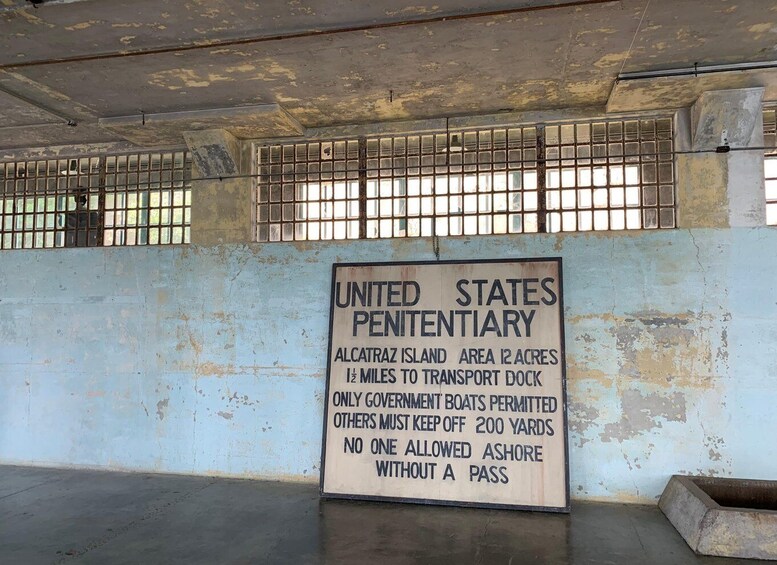 UNITED STATES
PENITENTIARY
ALCATRAZ ISLAND AREA 12 ACRES
1½ MILES TO TRANSPORT DOCK
ONLY GOVERNMENT BOATS PERMITTED
OTHERS MUST KEEP OFF 200 YARDS
NO ONE ALLOWED ASHORE
WITHOUT A PASS